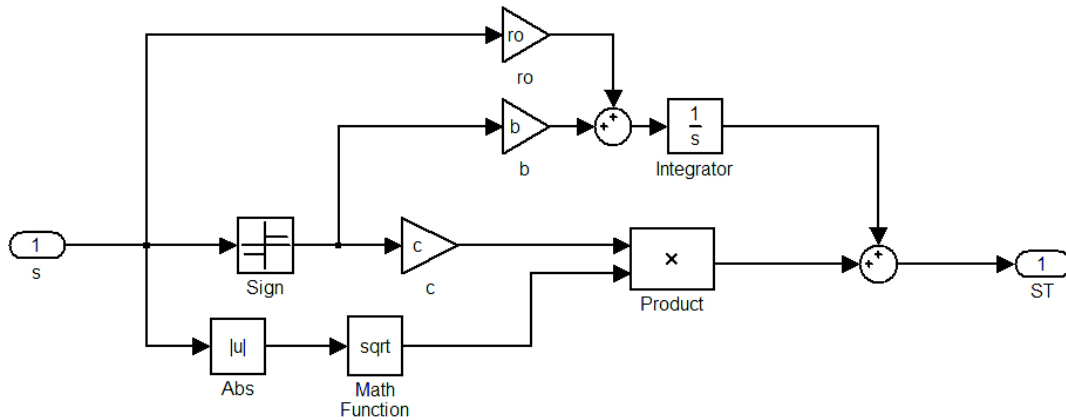 ro
ro
b
b
1
s
Integrator
1
s
Sign
c
c
×
Product
1
ST
|u|
Abs
sqrt
Math
Function